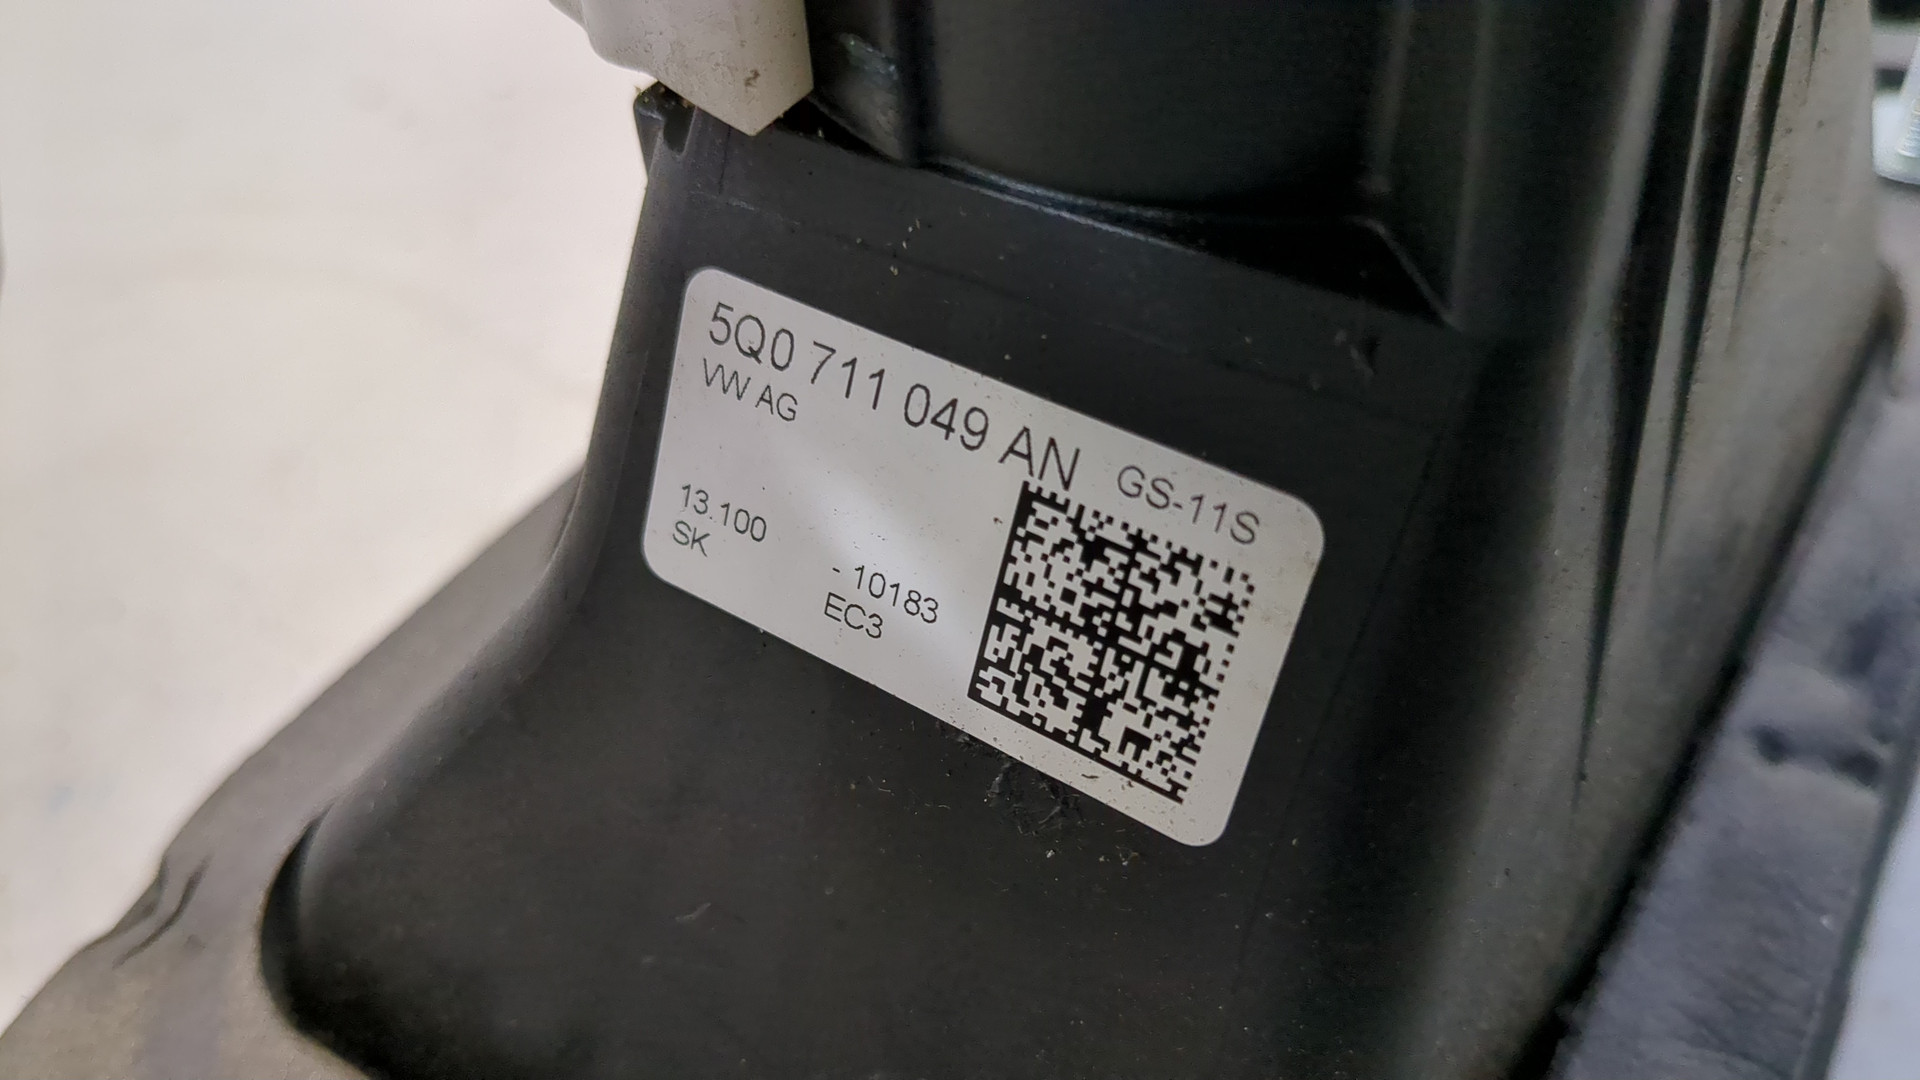 5Q0 711 049 AN GS-11S
VW AG
13.100
SK
- 10183
EC3